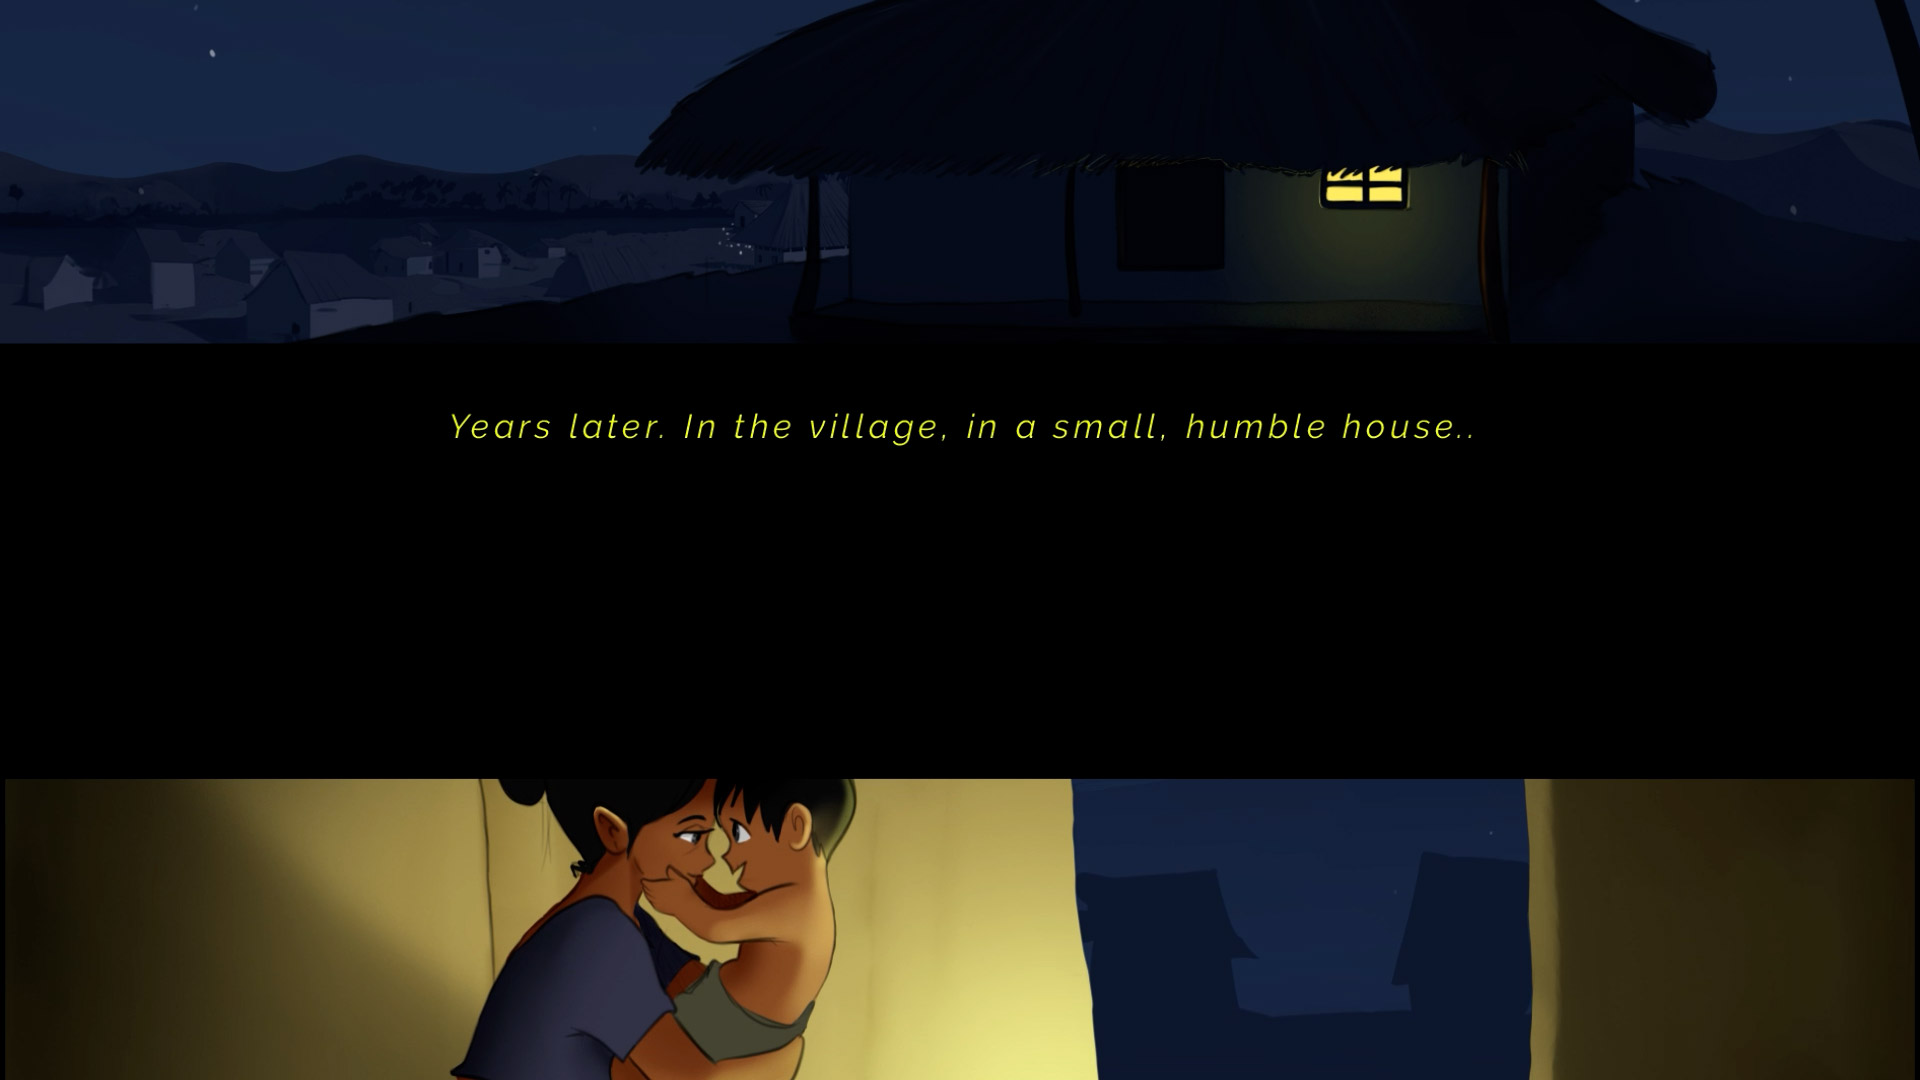 Years later. In the village, in a small, humble house..